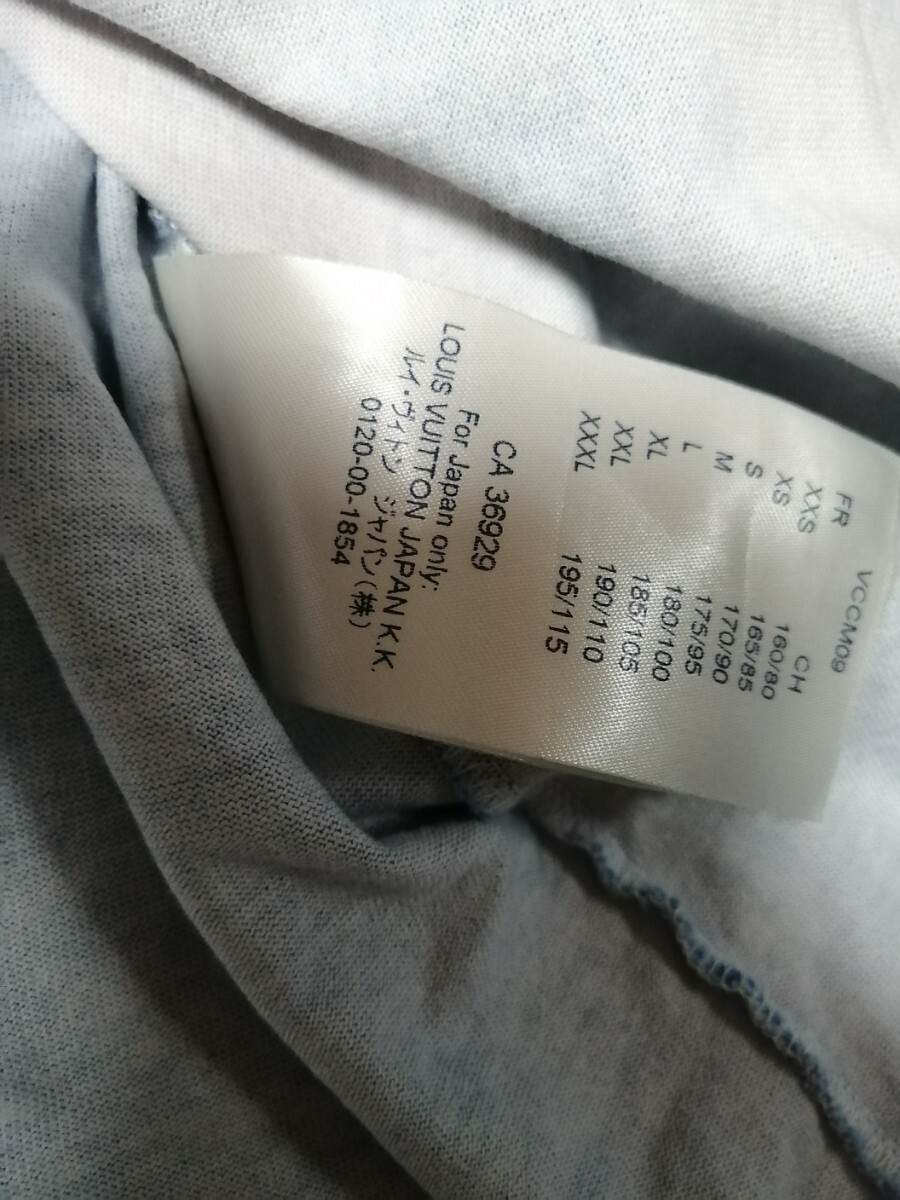 VCCM09
FR CH
XXS 160/80
XS 165/85
S 170/90
M 175/95
L 180/100
XL 185/105
XXL 190/110
XXXL 195/115
CA 36929
For Japan only:
LOUIS VUITTON JAPAN K.K.
ルイ・ヴィトン ジャパン(株)
0120-00-1854